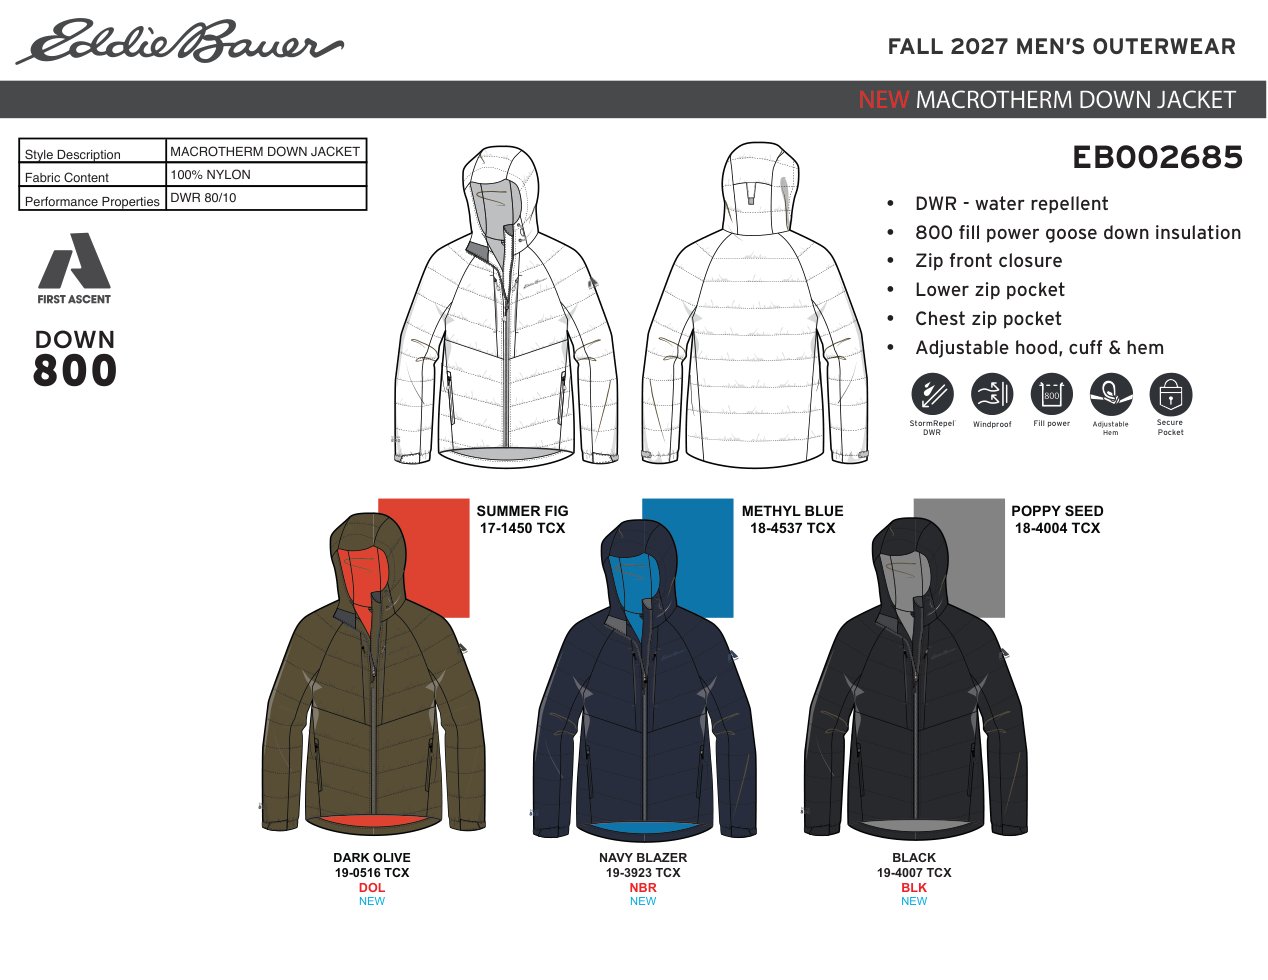 Eddie Bauer
FALL 2027 MEN'S OUTERWEAR
NEW MACROTHERM DOWN JACKET
Style Description MACROTHERM DOWN JACKET
Fabric Content 100% NYLON
Performance Properties DWR 80/10
EB002685
• DWR - water repellent
• 800 fill power goose down insulation
• Zip front closure
• Lower zip pocket
• Chest zip pocket
• Adjustable hood, cuff & hem
FIRST ASCENT
DOWN
800
800
StormRepel
DWR
Windproof
Fill power
Adjustable
Hem
Secure
Pocket
Eddie Bauer
SUMMER FIG
17-1450 TCX
METHYL BLUE
18-4537 TCX
POPPY SEED
18-4004 TCX
Eddie Bauer
DARK OLIVE
19-0516 TCX
DOL
NEW
NAVY BLAZER
19-3923 TCX
NBR
NEW
BLACK
19-4007 TCX
BLK
NEW